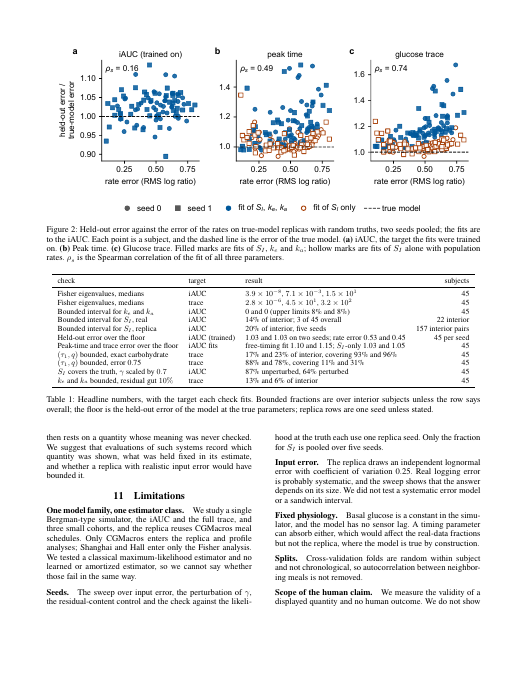 a
iAUC (trained on)
b
peak time
c
glucose trace
ρs = 0.16
ρs = 0.49
ρs = 0.74
held-out error /
true-model error
1.10
1.05
1.00
0.95
0.90
1.4
1.2
1.0
1.6
1.4
1.2
1.0
0.25 0.50 0.75
0.25 0.50 0.75
0.25 0.50 0.75
rate error (RMS log ratio)
rate error (RMS log ratio)
rate error (RMS log ratio)
seed 0
seed 1
fit of SI, ke, ka
fit of SI only
true model
Figure 2: Held-out error against the error of the rates on true-model replicas with random truths, two seeds pooled; the fits are
to the iAUC. Each point is a subject, and the dashed line is the error of the true model. (a) iAUC, the target the fits were trained
on. (b) Peak time. (c) Glucose trace. Filled marks are fits of SI, ke and ka; hollow marks are fits of SI alone with population
rates. ρs is the Spearman correlation of the fit of all three parameters.
check target result subjects
Fisher eigenvalues, medians iAUC 3.9 × 10−8, 7.1 × 10−3, 1.5 × 101 45
Fisher eigenvalues, medians trace 2.8 × 10−6, 4.5 × 101, 3.2 × 102 45
Bounded interval for ke and ka iAUC 0 and 0 (upper limits 8% and 8%) 45
Bounded interval for SI, real iAUC 14% of interior; 3 of 45 overall 22 interior
Bounded interval for SI, replica iAUC 20% of interior, five seeds 157 interior pairs
Held-out error over the floor iAUC (trained) 1.03 and 1.03 on two seeds; rate error 0.53 and 0.45 45 per seed
Peak-time and trace error over the floor iAUC fits free-timing fit 1.10 and 1.15; SI-only 1.03 and 1.05 45
(τI, q) bounded, exact carbohydrate trace 17% and 23% of interior, covering 93% and 96% 45
(τI, q) bounded, error 0.75 trace 88% and 78%, covering 11% and 31% 45
SI covers the truth, γ scaled by 0.7 iAUC 87% unperturbed, 64% perturbed 45
ke and ka bounded, residual gut 10% trace 13% and 6% of interior 45
Table 1: Headline numbers, with the target each check fits. Bounded fractions are over interior subjects unless the row says
overall; the floor is the held-out error of the model at the true parameters; replica rows are one seed unless stated.
then rests on a quantity whose meaning was never checked.
We suggest that evaluations of such systems record which
quantity was shown, what was held fixed in its estimate,
and whether a replica with realistic input error would have
bounded it.
11 Limitations
One model family, one estimator class. We study a single
Bergman-type simulator, the iAUC and the full trace, and
three small cohorts, and the replica reuses CGMacros meal
schedules. Only CGMacros enters the replica and profile
analyses; Shanghai and Hall enter only the Fisher analysis.
We tested a classical maximum-likelihood estimator and no
learned or amortized estimator, so we cannot say whether
those fail in the same way.
Seeds. The sweep over input error, the perturbation of γ,
the residual-content control and the check against the likeli-
hood at the truth each use one replica seed. Only the fraction
for SI is pooled over five seeds.
Input error. The replica draws an independent lognormal
error with coefficient of variation 0.25. Real logging error
is probably systematic, and the sweep shows that the answer
depends on its size. We did not test a systematic error model
or a sandwich interval.
Fixed physiology. Basal glucose is a constant in the simu-
lator, and the model has no sensor lag. A timing parameter
can absorb either, which would affect the real-data fractions
but not the replica, where the model is true by construction.
Splits. Cross-validation folds are random within subject
and not chronological, so autocorrelation between neighbor-
ing meals is not removed.
Scope of the human claim. We measure the validity of a
displayed quantity and no human outcome. We do not show